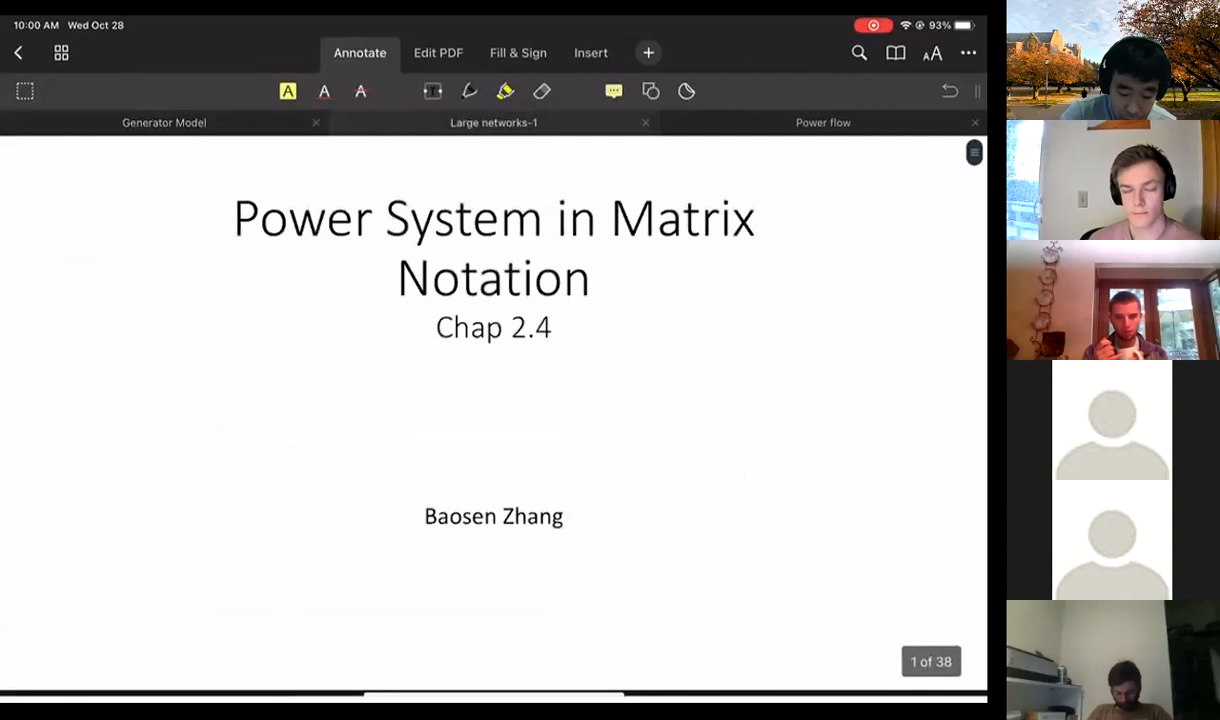 10:00 AM Wed Oct 28
93%
Annotate
Edit PDF
Fill & Sign
Insert
AA
A
A
A
T
Generator Model
Large networks-1
Power flow
Power System in Matrix
Notation
Chap 2.4
Baosen Zhang
1 of 38